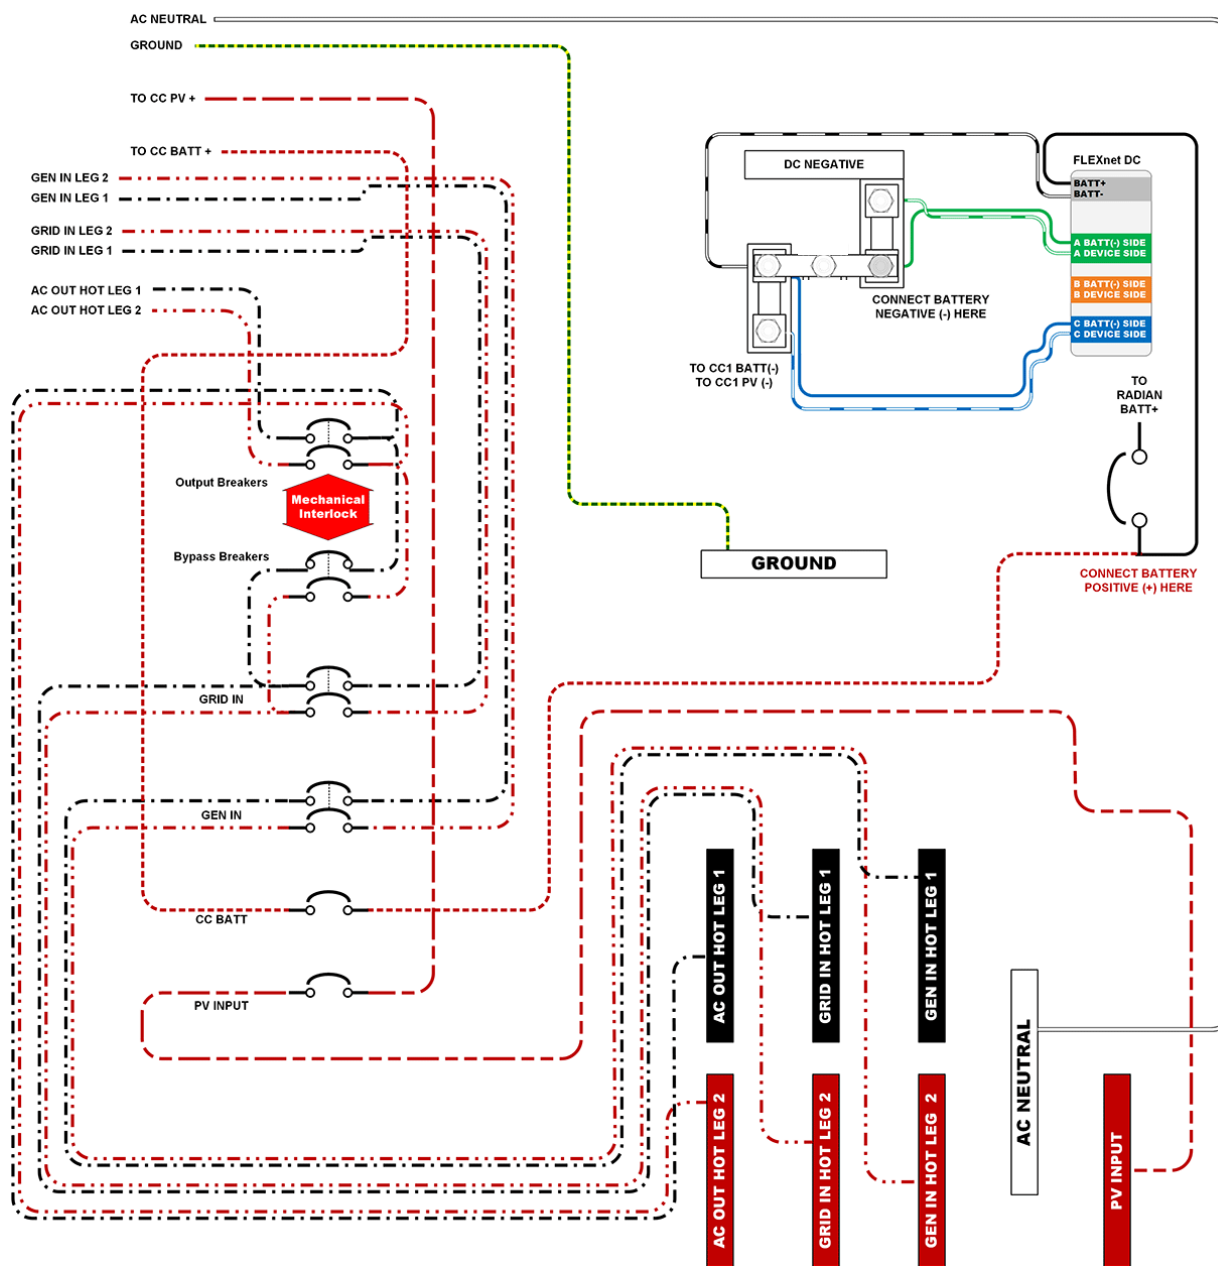 AC NEUTRAL
GROUND
TO CC PV +
TO CC BATT +
GEN IN LEG 2
GEN IN LEG 1
GRID IN LEG 2
GRID IN LEG 1
AC OUT HOT LEG 1
AC OUT HOT LEG 2
DC NEGATIVE
FLEXnet DC
BATT+
BATT-
A BATT(-) SIDE
A DEVICE SIDE
B BATT(-) SIDE
B DEVICE SIDE
C BATT(-) SIDE
C DEVICE SIDE
CONNECT BATTERY
NEGATIVE (-) HERE
TO CC1 BATT(-)
TO CC1 PV (-)
TO
RADIAN
BATT+
Output Breakers
Mechanical
Interlock
Bypass Breakers
GROUND
CONNECT BATTERY
POSITIVE (+) HERE
GRID IN
GEN IN
CC BATT
PV INPUT
AC OUT HOT LEG 1
GRID IN HOT LEG 1
GEN IN HOT LEG 1
AC NEUTRAL
AC OUT HOT LEG 2
GRID IN HOT LEG 2
GEN IN HOT LEG 2
PV INPUT